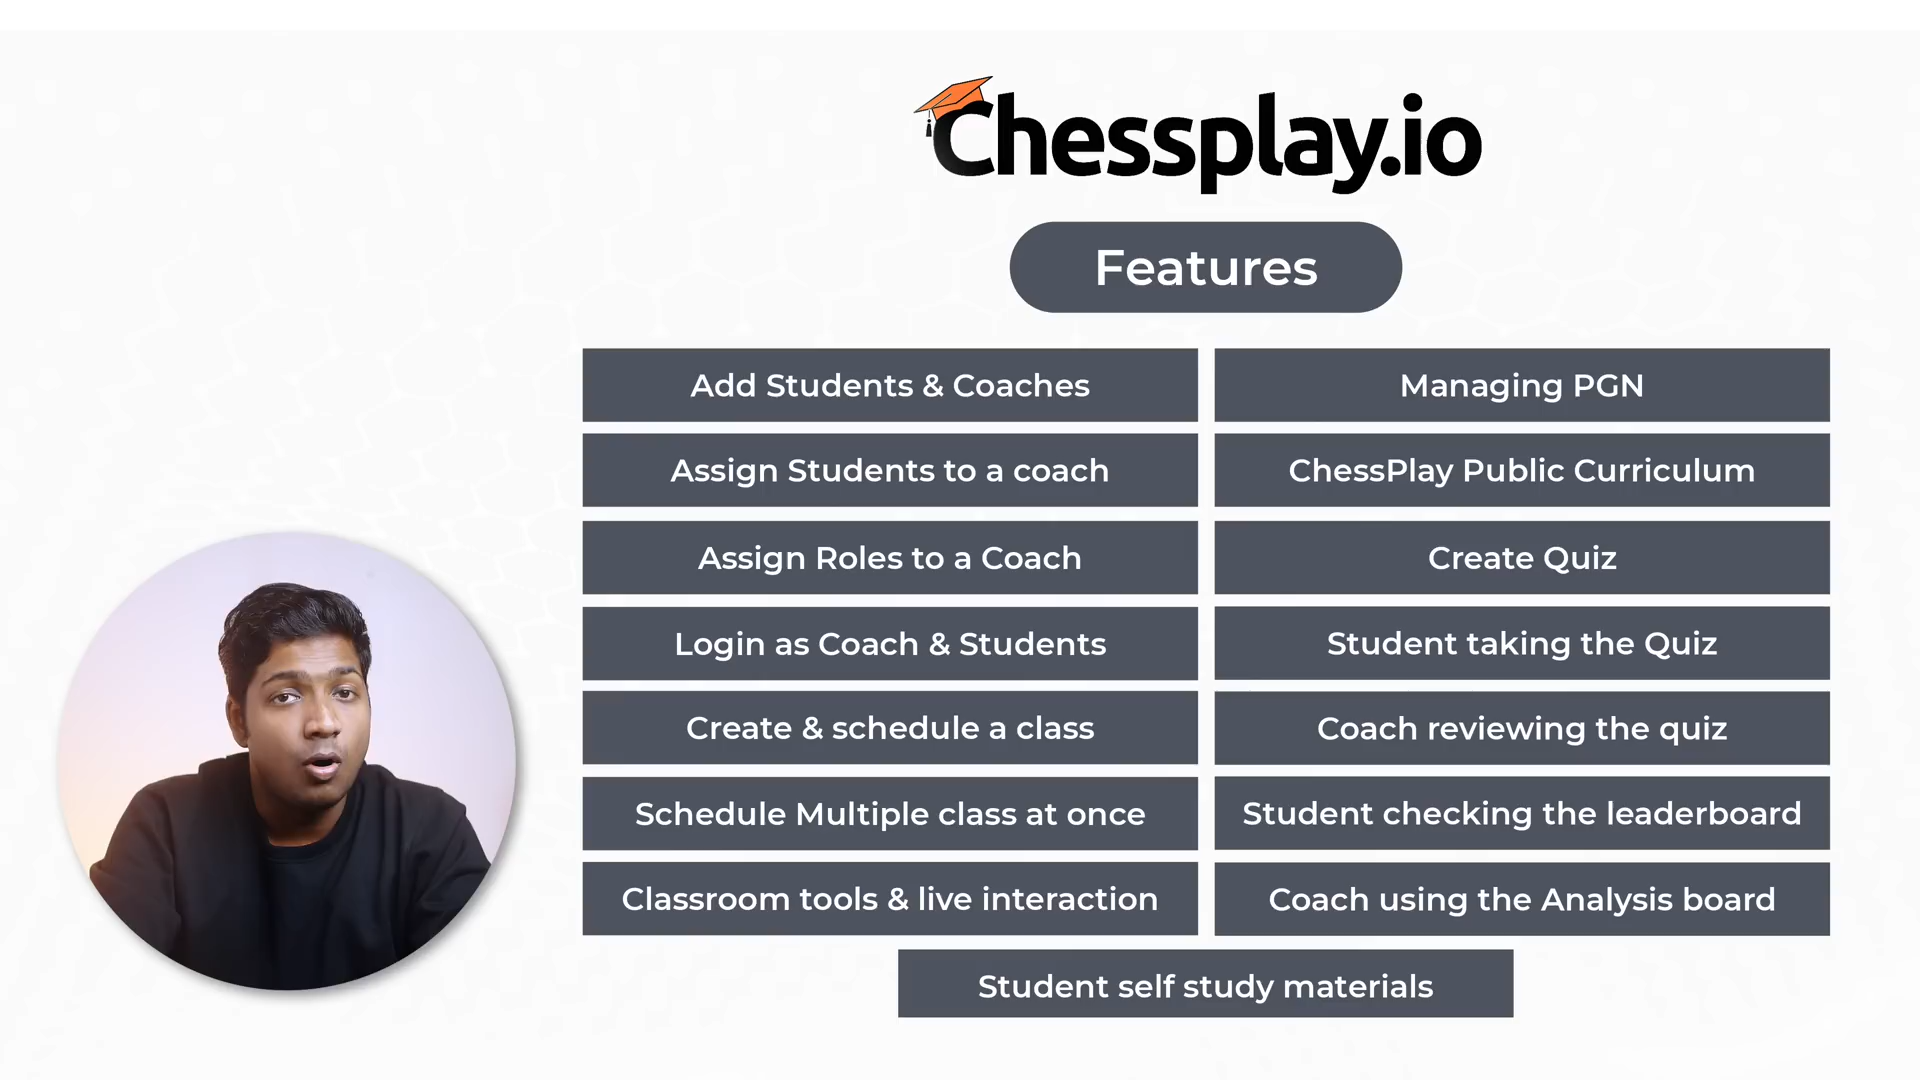 Chessplay.io
Features
Add Students & Coaches
Managing PGN
Assign Students to a coach
ChessPlay Public Curriculum
Assign Roles to a Coach
Create Quiz
Login as Coach & Students
Student taking the Quiz
Create & schedule a class
Coach reviewing the quiz
Schedule Multiple class at once
Student checking the leaderboard
Classroom tools & live interaction
Coach using the Analysis board
Student self study materials